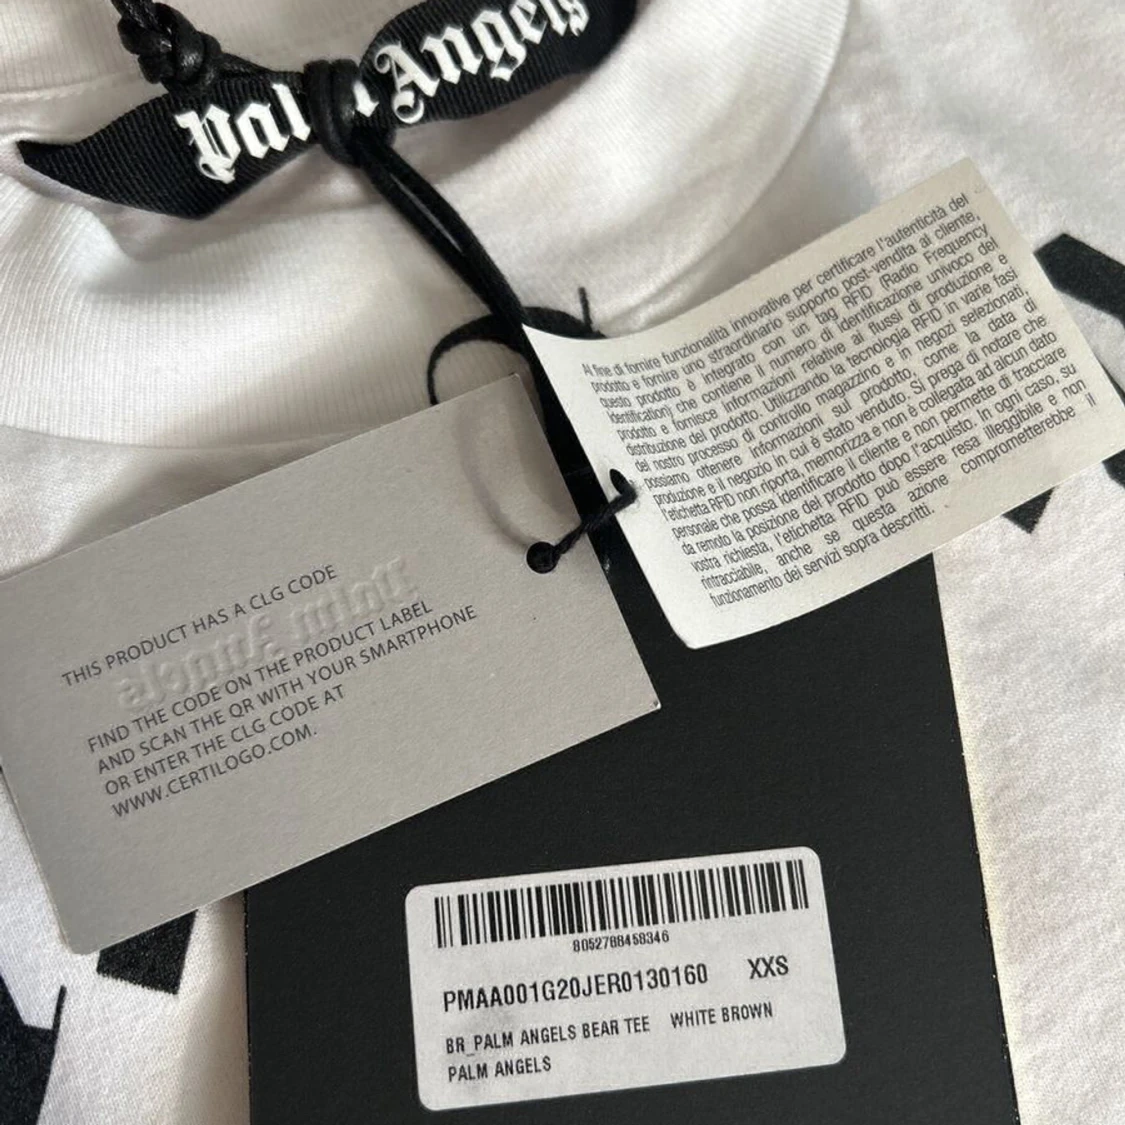 Palm Angels
Al fine di fornire funzionalità innovative per certificare l'autenticità del
prodotto e fornire uno straordinario supporto post-vendita al cliente,
questo prodotto è integrato con un tag RFID (Radio Frequency
Identification) che contiene il numero di identificazione univoco del
prodotto e fornisce informazioni relative ai flussi di produzione e
distribuzione del prodotto. Utilizzando la tecnologia RFID in varie fasi
del nostro processo di controllo magazzino e in negozi selezionati,
possiamo ottenere informazioni sul prodotto, come la data di
produzione e il negozio in cui è stato venduto. Si prega di notare che
l'etichetta RFID non riporta memorizza e non è collegata ad alcun dato
personale che possa identificare il cliente e non permette di tracciare
da remoto la posizione del prodotto dopo l'acquisto. In ogni caso, su
vostra richiesta, l'etichetta RFID può essere resa illeggibile e non
rintracciabile, anche se questa azione comprometterebbe il
funzionamento dei servizi sopra descritti.
THIS PRODUCT HAS A CLG CODE
Palm
Angels
FIND THE CODE ON THE PRODUCT LABEL
AND SCAN THE QR WITH YOUR SMARTPHONE
OR ENTER THE CLG CODE AT
WWW.CERTILOGO.COM.
8052788458346
PMAA001G20JER0130160 XXS
BR_PALM ANGELS BEAR TEE WHITE BROWN
PALM ANGELS